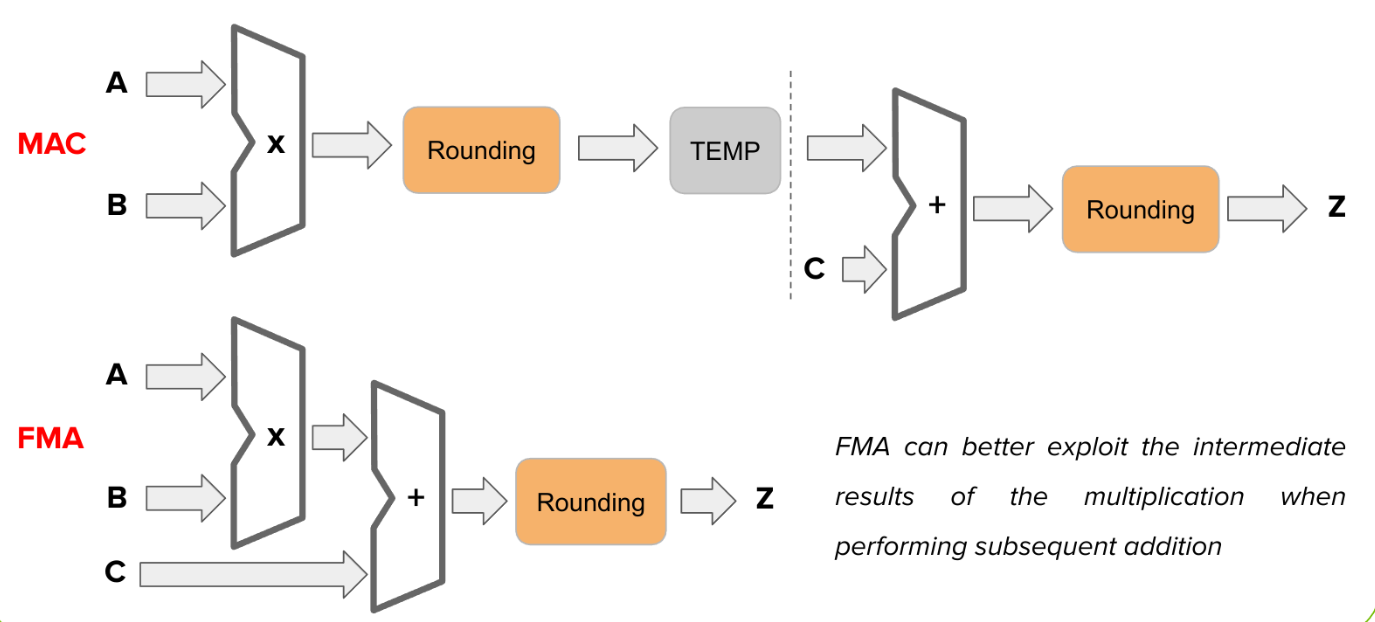 A
MAC
x
Rounding
TEMP
B
+
Rounding
Z
C
A
FMA
x
B
+
Rounding
Z
C
FMA can better exploit the intermediate
results of the multiplication when
performing subsequent addition